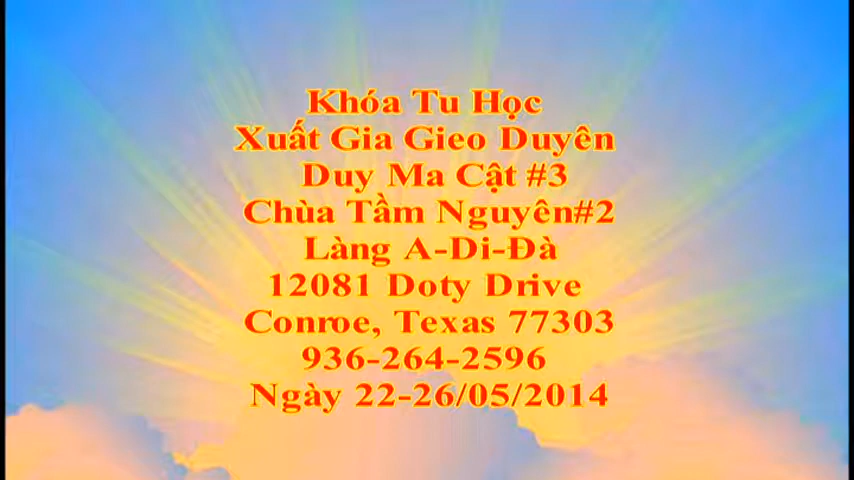 Khóa Tu Học
Xuất Gia Gieo Duyên
Duy Ma Cật #3
Chùa Tầm Nguyên#2
Làng A-Di-Đà
12081 Doty Drive
Conroe, Texas 77303
936-264-2596
Ngày 22-26/05/2014